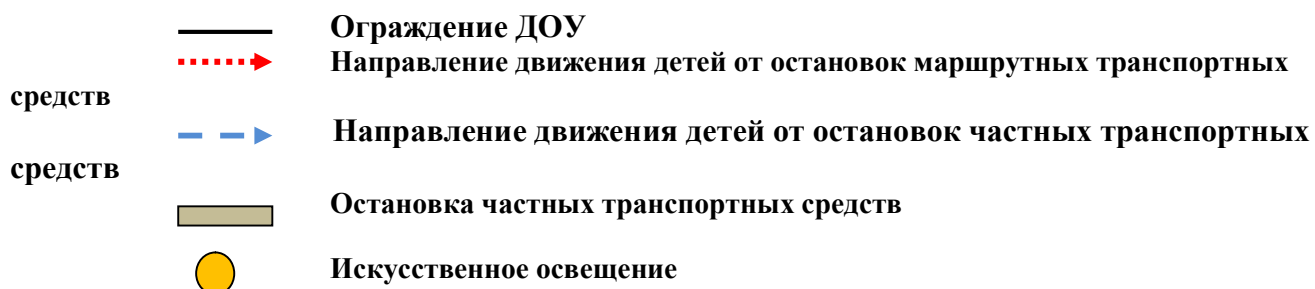 Ограждение ДОУ
Направление движения детей от остановок маршрутных транспортных
средств
Направление движения детей от остановок частных транспортных
средств
Остановка частных транспортных средств
Искусственное освещение